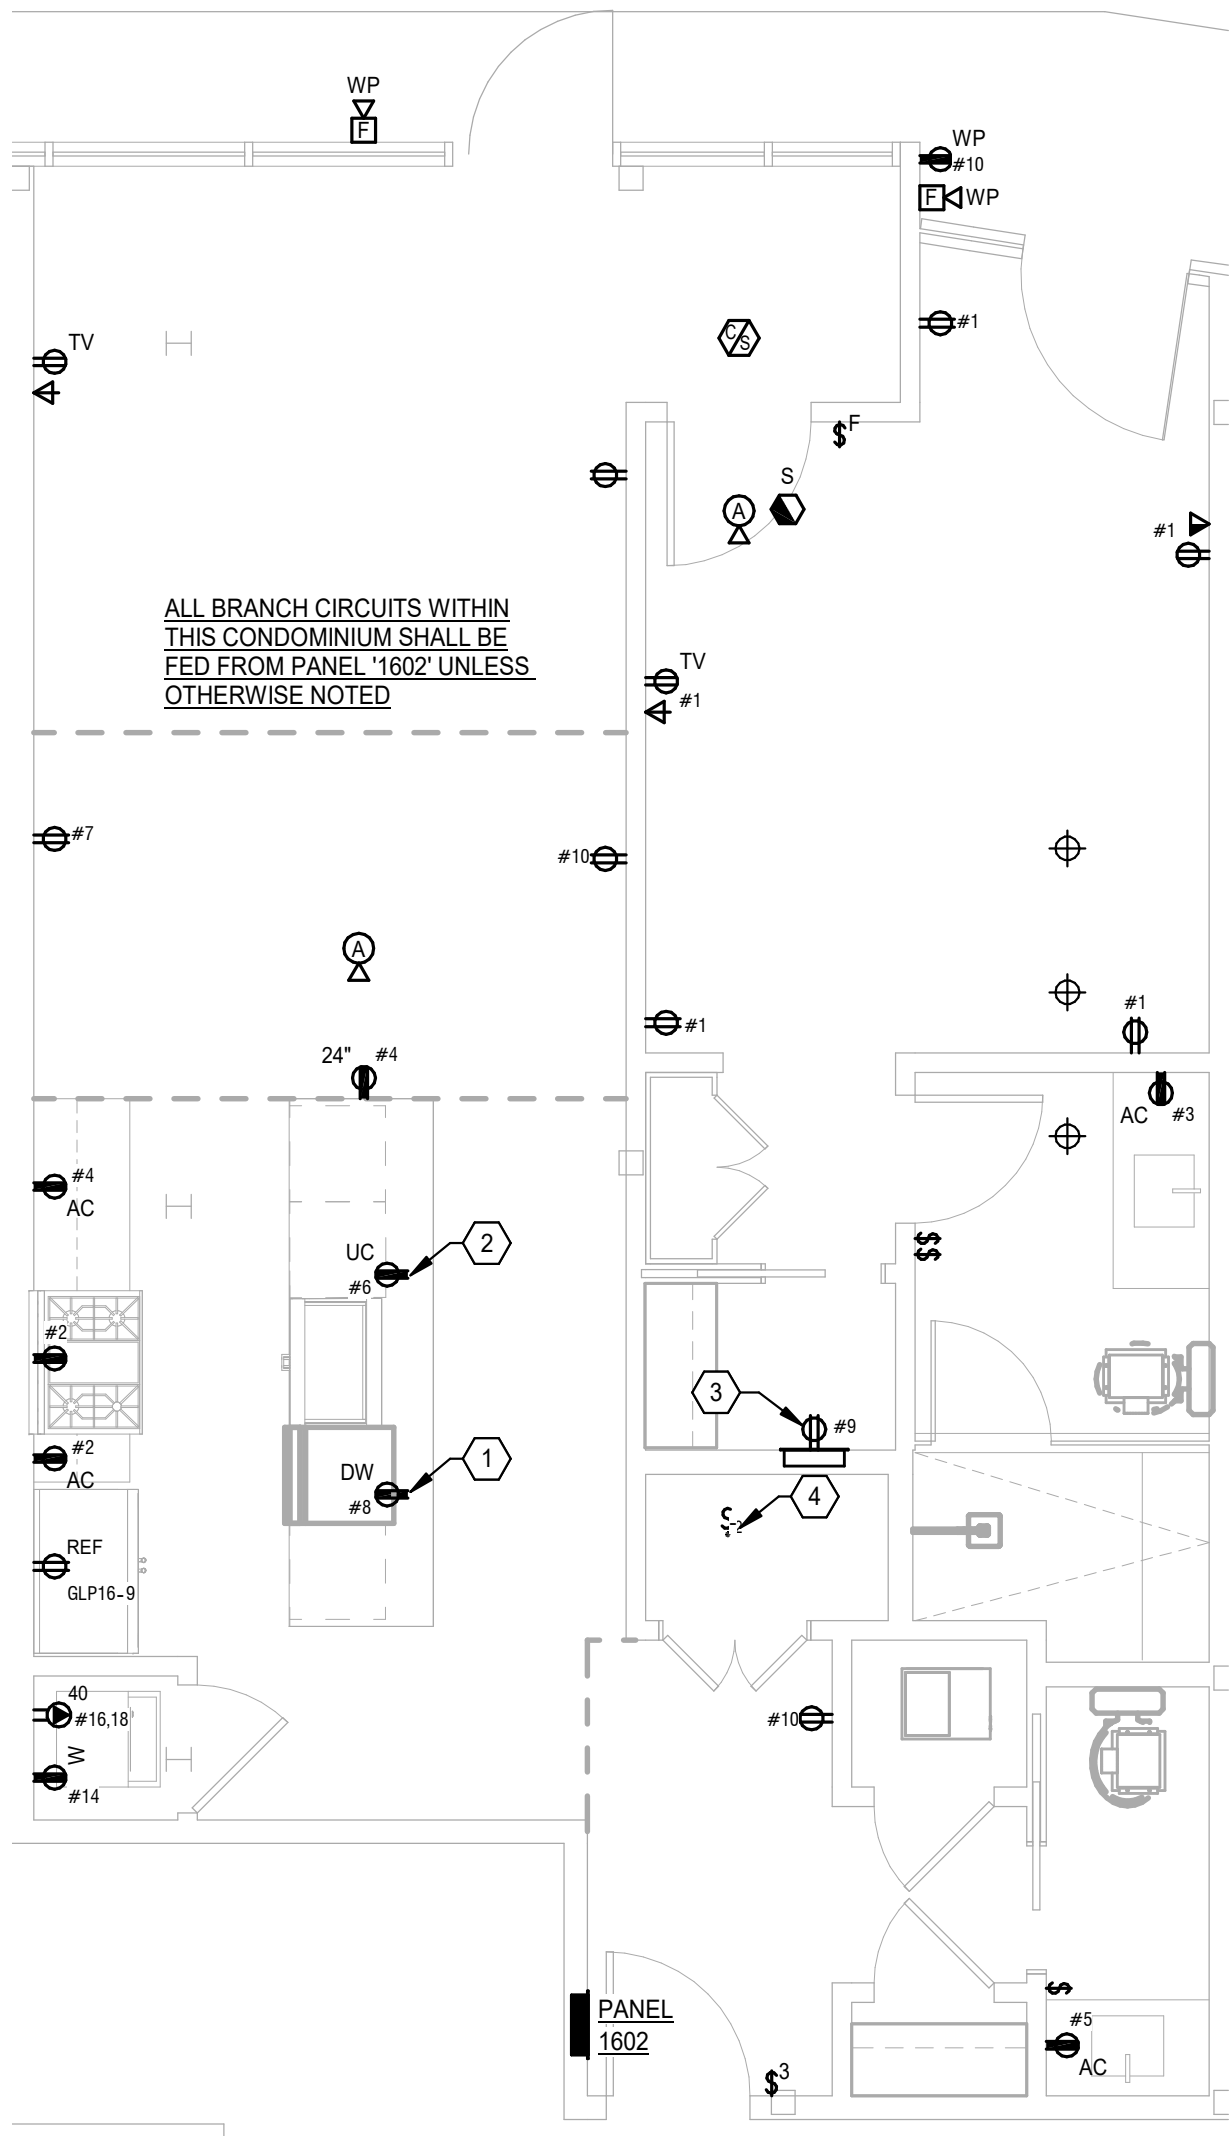 WP
F
WP
#10
F
WP
#1
TV
C/S
$F
S
A
#1
ALL BRANCH CIRCUITS WITHIN
THIS CONDOMINIUM SHALL BE
FED FROM PANEL '1602' UNLESS
OTHERWISE NOTED
TV
#1
#7
#10
A
#1
#1
24"
#4
AC
#3
#4
AC
UC
2
#6
$$
#2
3
#9
#2
AC
DW
1
#8
4
REF
GLP16-9
40
#16,18
#10
W
#14
$
PANEL
1602
#5
AC
$3